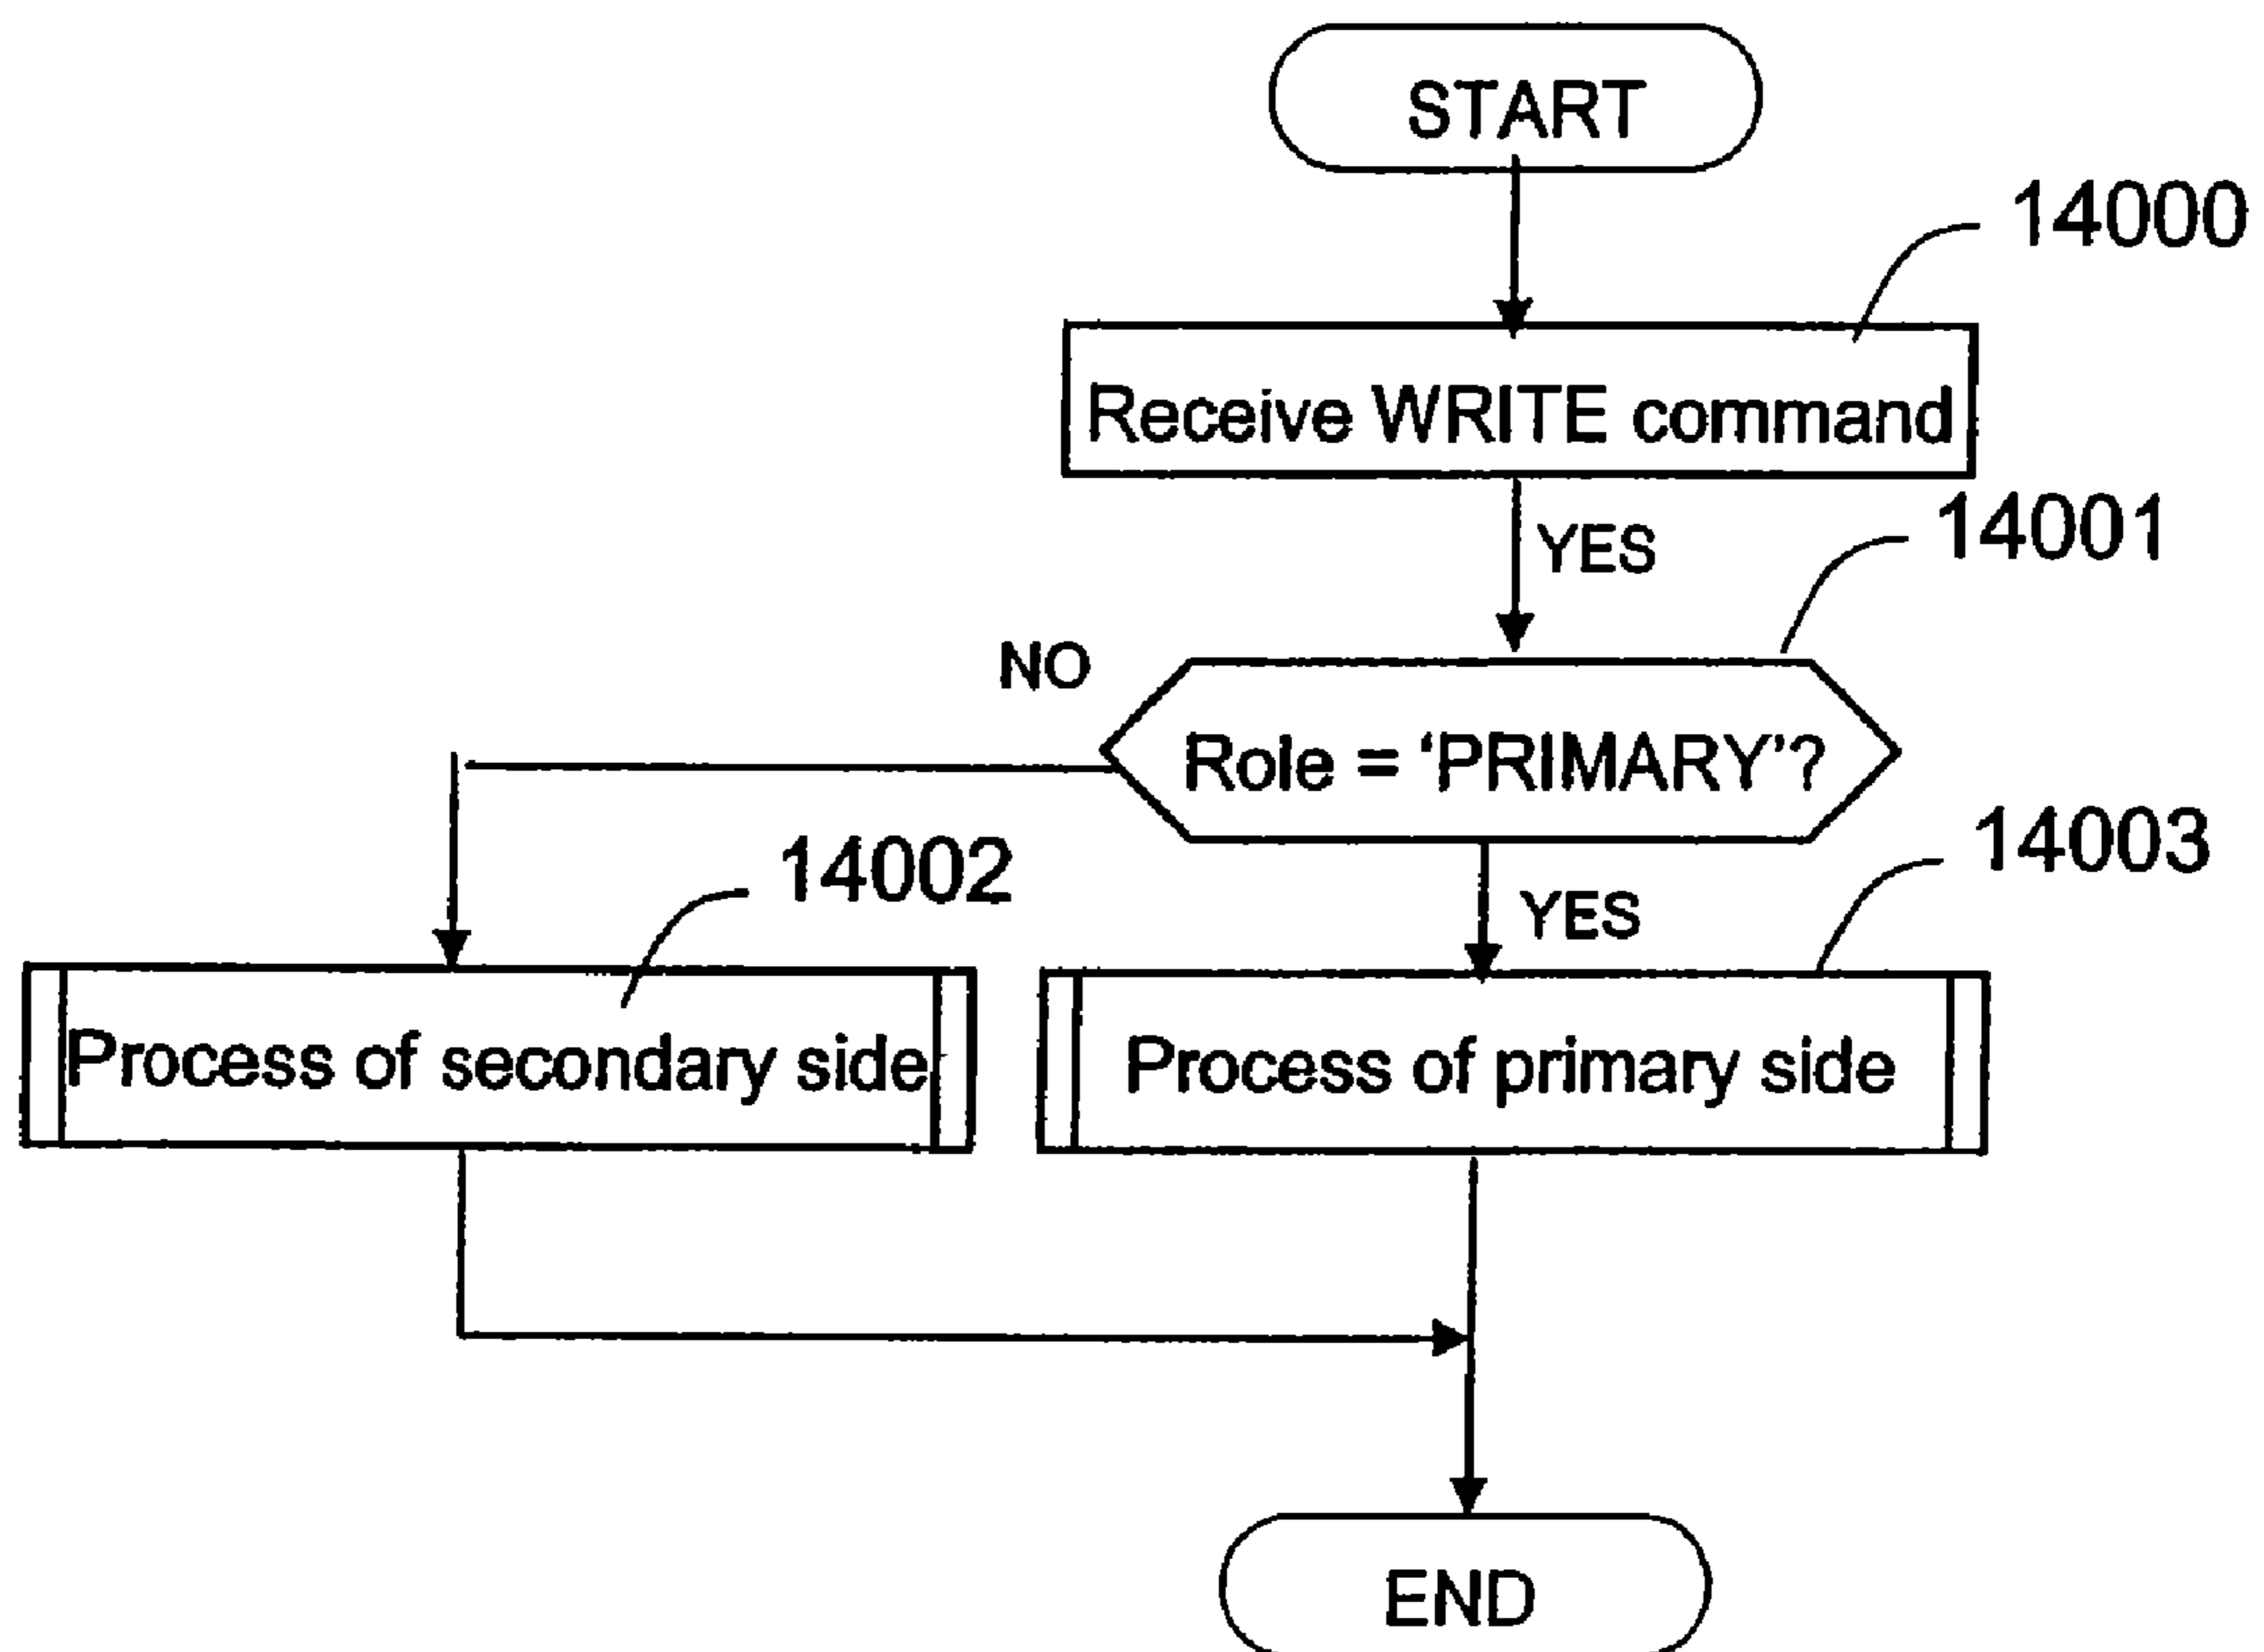 START
14000
Receive WRITE command
YES
14001
NO
Role = ‘PRIMARY’?
14002
14003
YES
Process of secondary side
Process of primary side
END